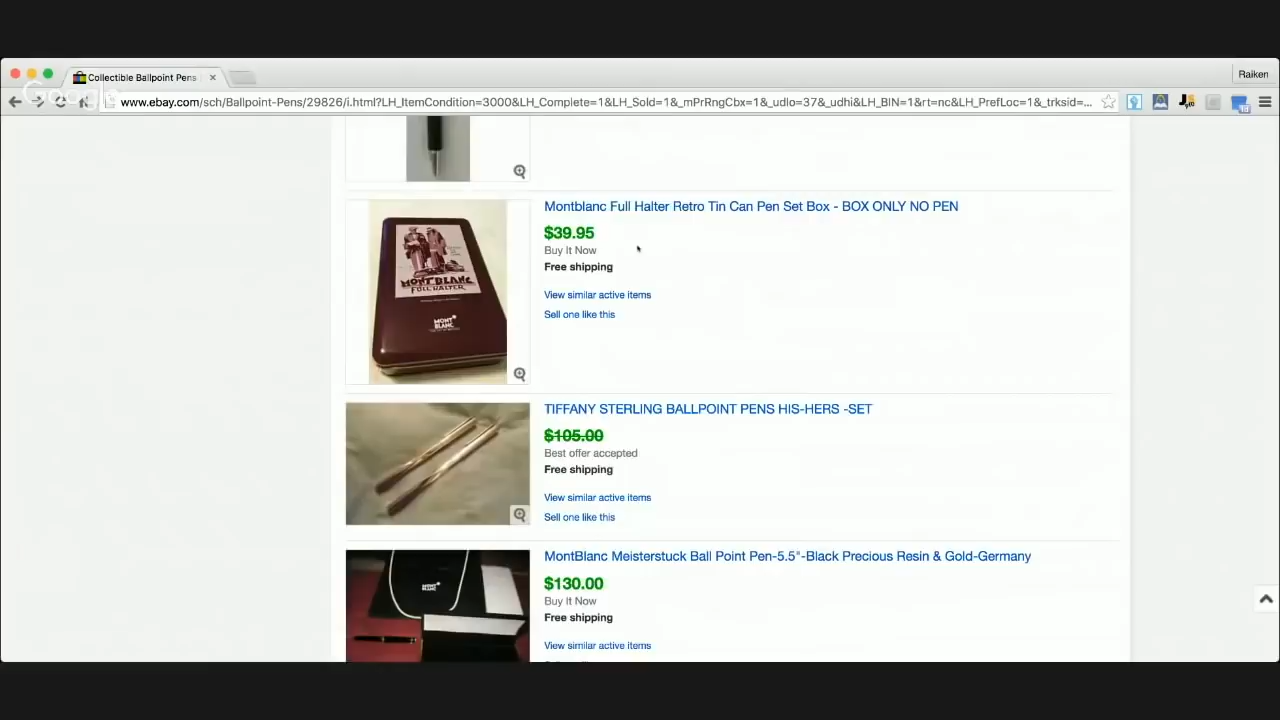 Collectible Ballpoint Pens
Raiken
Google
www.ebay.com/sch/Ballpoint-Pens/29826/i.html?LH_ItemCondition=3000&LH_Complete=1&LH_Sold=1&_mPrRngCbx=1&_udlo=37&_udhi&LH_BIN=1&rt=nc&LH_PrefLoc=1&_trksid=...
Montblanc Full Halter Retro Tin Can Pen Set Box - BOX ONLY NO PEN
$39.95
Buy It Now
Free shipping
View similar active items
Sell one like this
MONT BLANC
FULL HALTER
MONT
BLANC
TIFFANY STERLING BALLPOINT PENS HIS-HERS -SET
$105.00
Best offer accepted
Free shipping
View similar active items
Sell one like this
MontBlanc Meisterstuck Ball Point Pen-5.5"-Black Precious Resin & Gold-Germany
$130.00
Buy It Now
Free shipping
View similar active items
MONT
BLANC